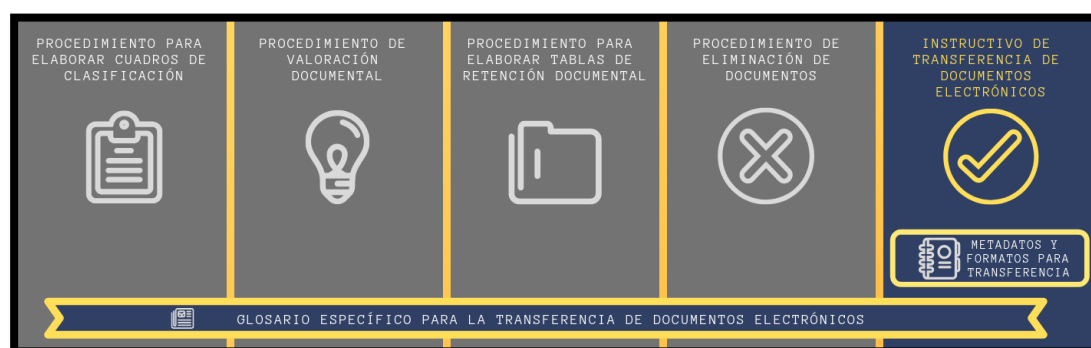 PROCEDIMIENTO PARA
ELABORAR CUADROS DE
CLASIFICACIÓN
PROCEDIMIENTO DE
VALORACIÓN
DOCUMENTAL
PROCEDIMIENTO PARA
ELABORAR TABLAS DE
RETENCIÓN DOCUMENTAL
PROCEDIMIENTO DE
ELIMINACIÓN DE
DOCUMENTOS
INSTRUCTIVO DE
TRANSFERENCIA DE
DOCUMENTOS
ELECTRÓNICOS
METADATOS Y
FORMATOS PARA
TRANSFERENCIA
GLOSARIO ESPECÍFICO PARA LA TRANSFERENCIA DE DOCUMENTOS ELECTRÓNICOS